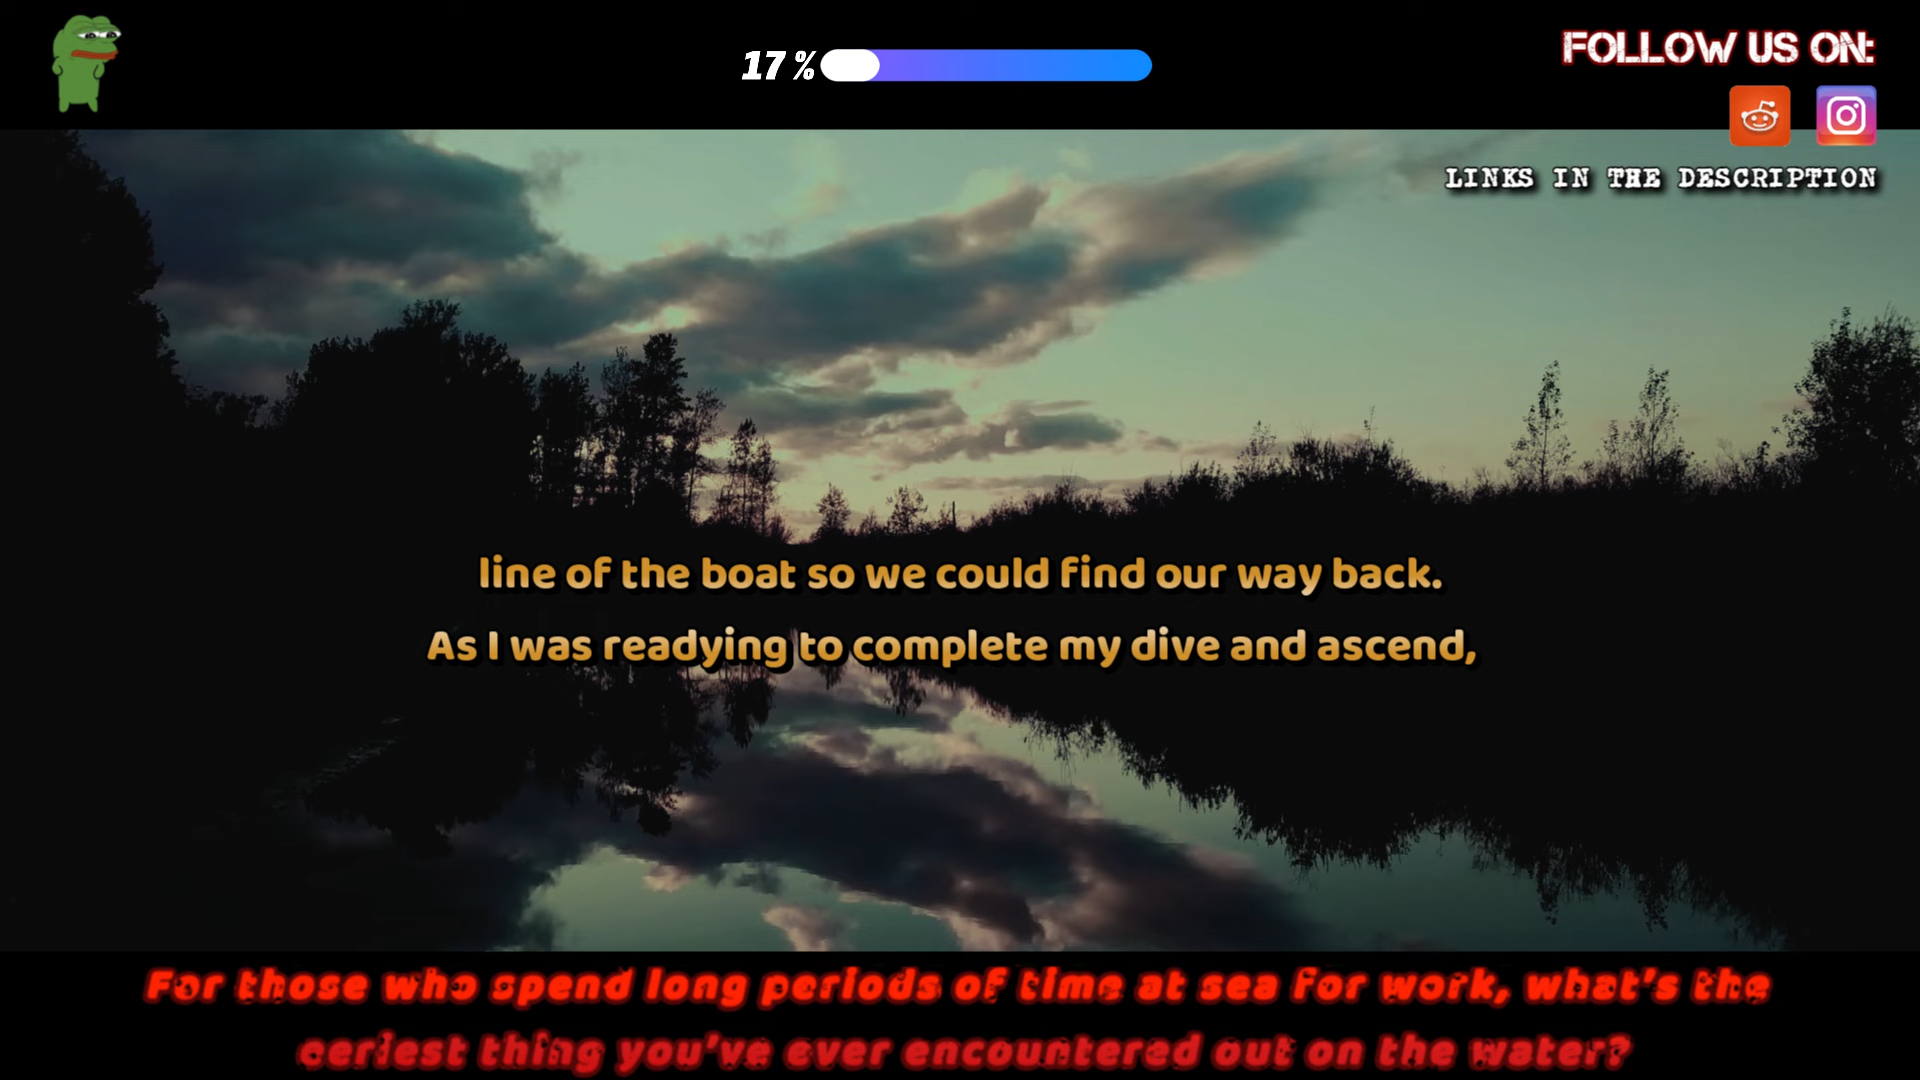 17 %
FOLLOW US ON:
LINKS IN THE DESCRIPTION
line of the boat so we could find our way back.
As I was readying to complete my dive and ascend,
For those who spend long periods of time at sea for work, what's the
eeriest thing you've ever encountered out on the water?